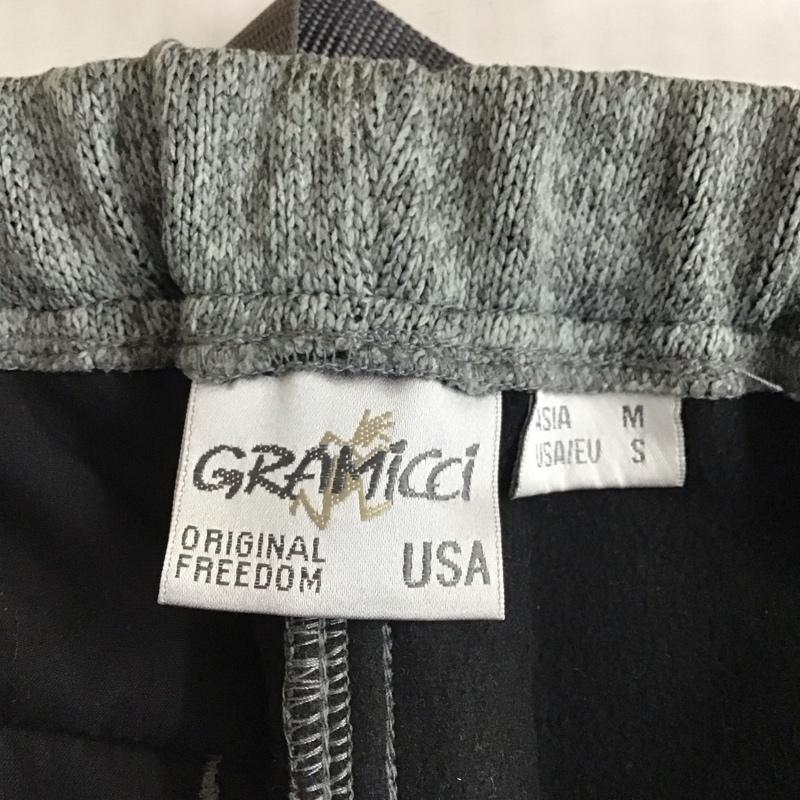 GRAMICCI
ORIGINAL
FREEDOM
USA
ASIA M
USA/EU S